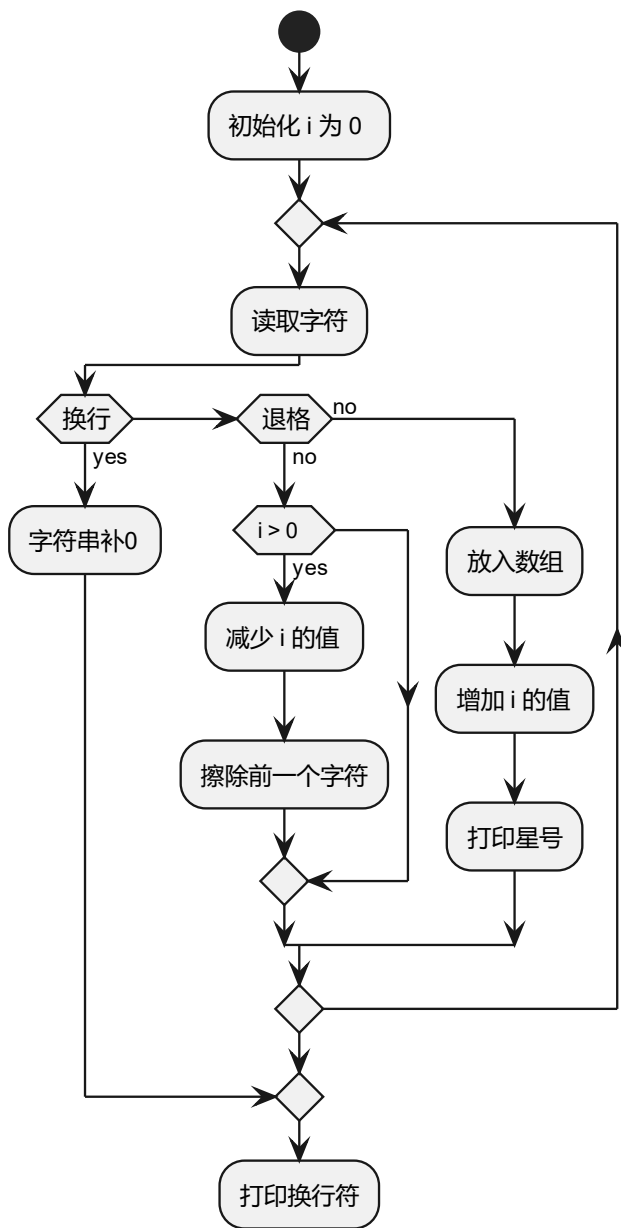 初始化 i 为 0
读取字符
换行
退格
no
yes
no
字符串补0
i > 0
放入数组
yes
减少 i 的值
增加 i 的值
擦除前一个字符
打印星号
打印换行符